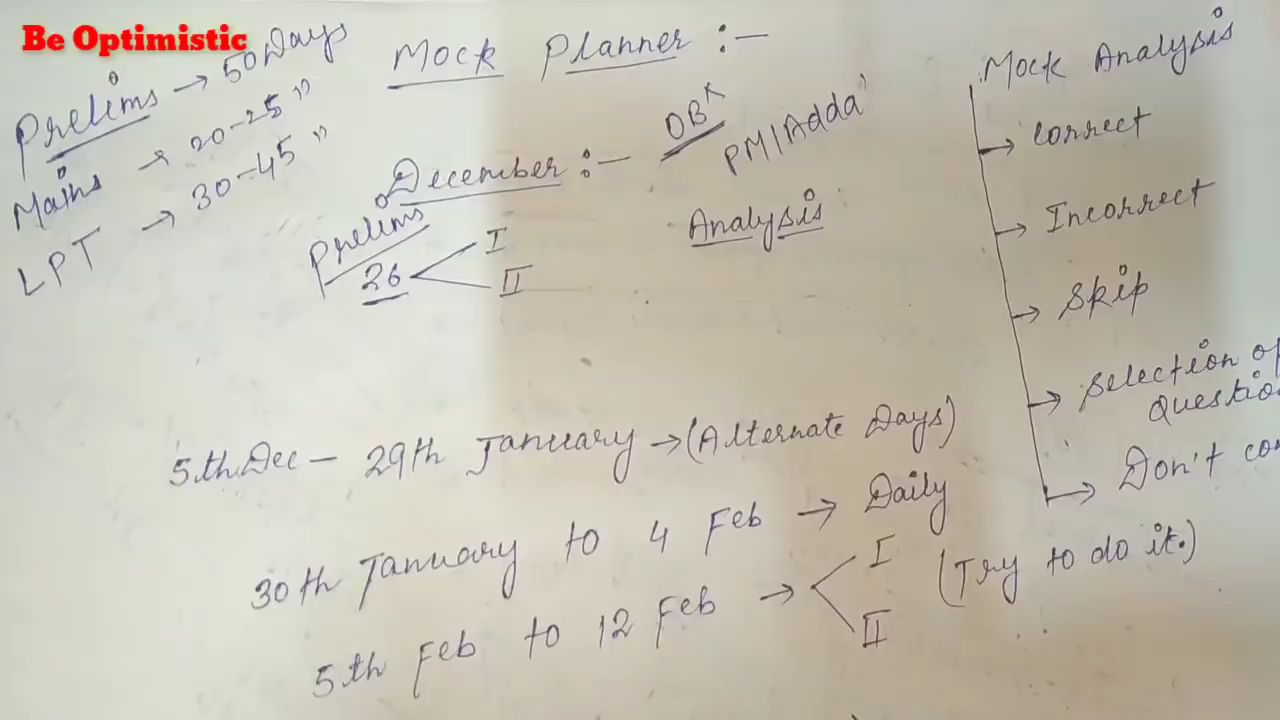 Be Optimistic
Mock Planner :-
Prelims → 50 Days
Mains → 20-25 "
LPT → 30-45 "
December :-
OBK
PM/Adda
Analysis
Prelims
26
I
II
5th Dec - 29th January → (Alternate Days)
30th January to 4 Feb → Daily
5th Feb to 12 Feb →
I
II
(Try to do it.)
Mock Analysis
→ Correct
→ Incorrect
→ Skip
→ Selection of
Question
→ Don't